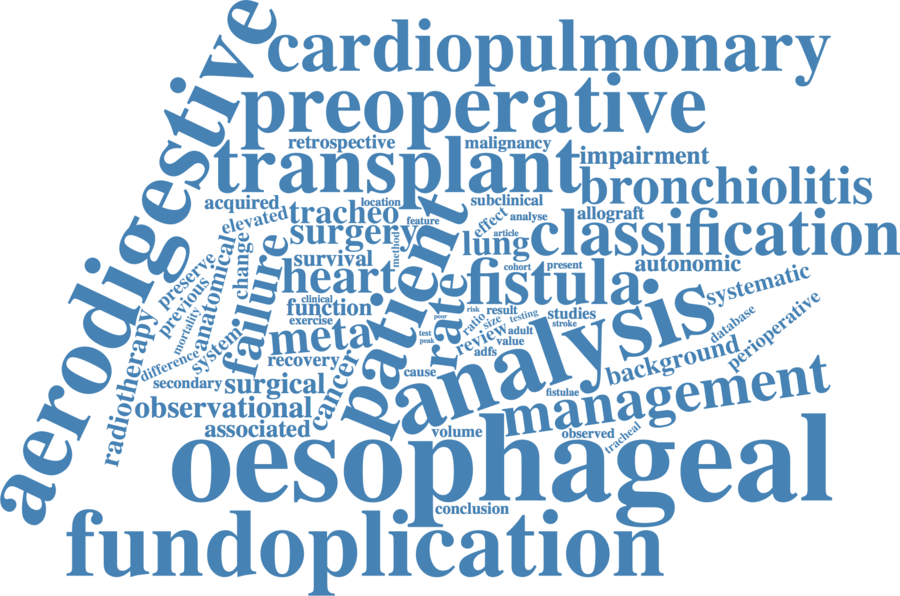 aerodigestive
cardiopulmonary
preoperative
retrospective
malignancy
transplant
impairment
bronchiolitis
acquired
location
subclinical
elevated
tracheo
feature
effect
analyse
allograft
surgery
article
lung
classification
change
anatomical
failure
survival
method
patient
preserve
heart
cohort
present
autonomic
previous
clinical
function
fistula
systematic
exercise
poor
rate
risk
result
studies
mortality
system
meta
ratio
size
testing
stroke
analysis
database
radiotherapy
test
peak
review
adult
value
perioperative
difference
recovery
adfs
background
secondary
surgical
cancer
cause
management
fistulae
observational
associated
volume
observed
tracheal
oesophageal
conclusion
fundoplication